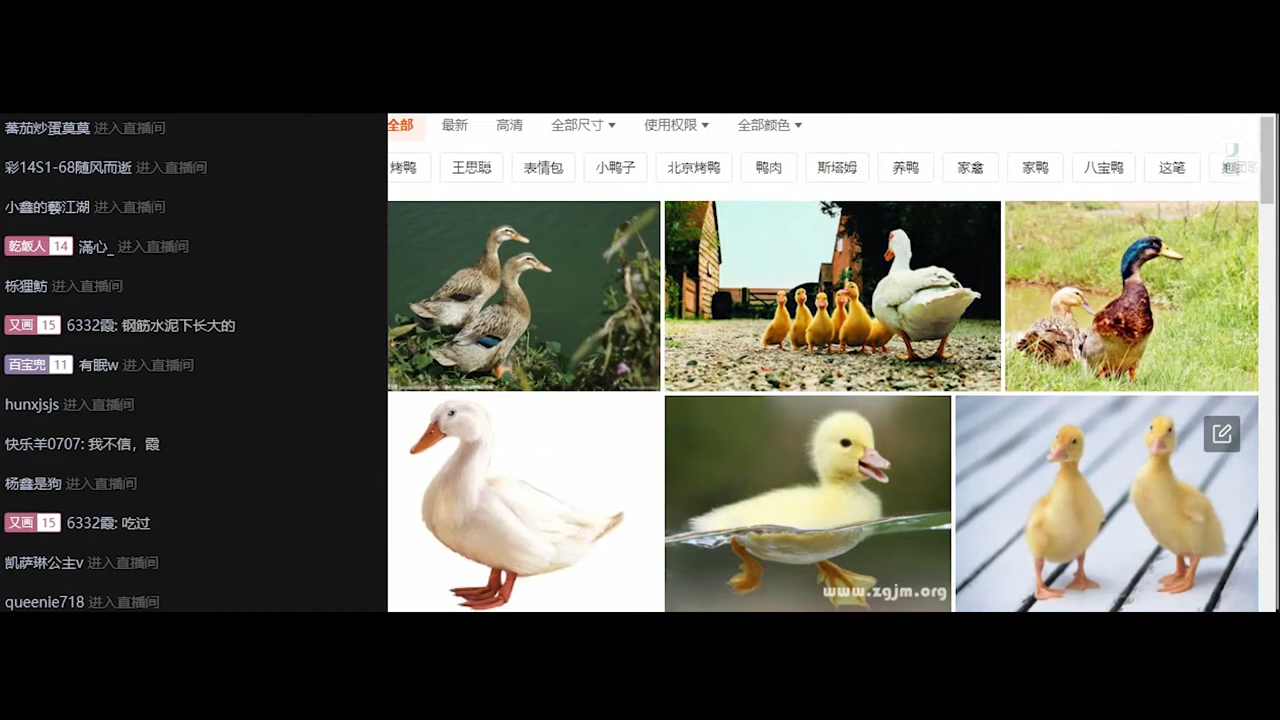 蕃茄炒蛋莫莫 进入直播间
彩14S1-68随风而逝 进入直播间
小鑫的藝江湖 进入直播间
乾飯人 14 滿心_ 进入直播间
栎狸鲂 进入直播间
又画 15 6332霞: 钢筋水泥下长大的
百宝兜 11 有眠w 进入直播间
hunxjsjs 进入直播间
快乐羊0707: 我不信，霞
杨鑫是狗 进入直播间
又画 15 6332霞: 吃过
凯萨琳公主v 进入直播间
queenie718 进入直播间
全部 最新 高清 全部尺寸 使用权限 全部颜色
烤鸭 王思聪 表情包 小鸭子 北京烤鸭 鸭肉 斯塔姆 养鸭 家禽 家鸭 八宝鸭 这笔
www.zgjm.org